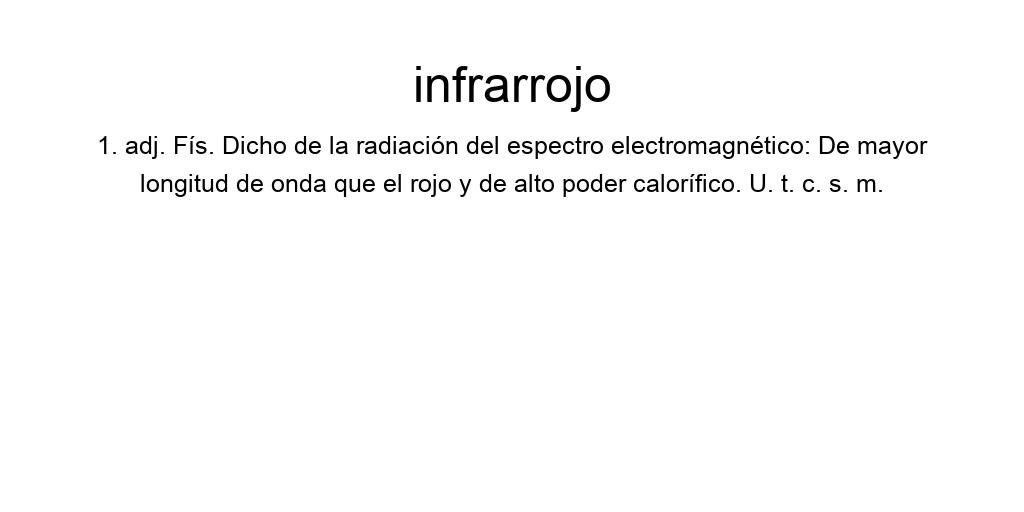 infrarrojo
1. adj. Fís. Dicho de la radiación del espectro electromagnético: De mayor
longitud de onda que el rojo y de alto poder calorífico. U. t. c. s. m.